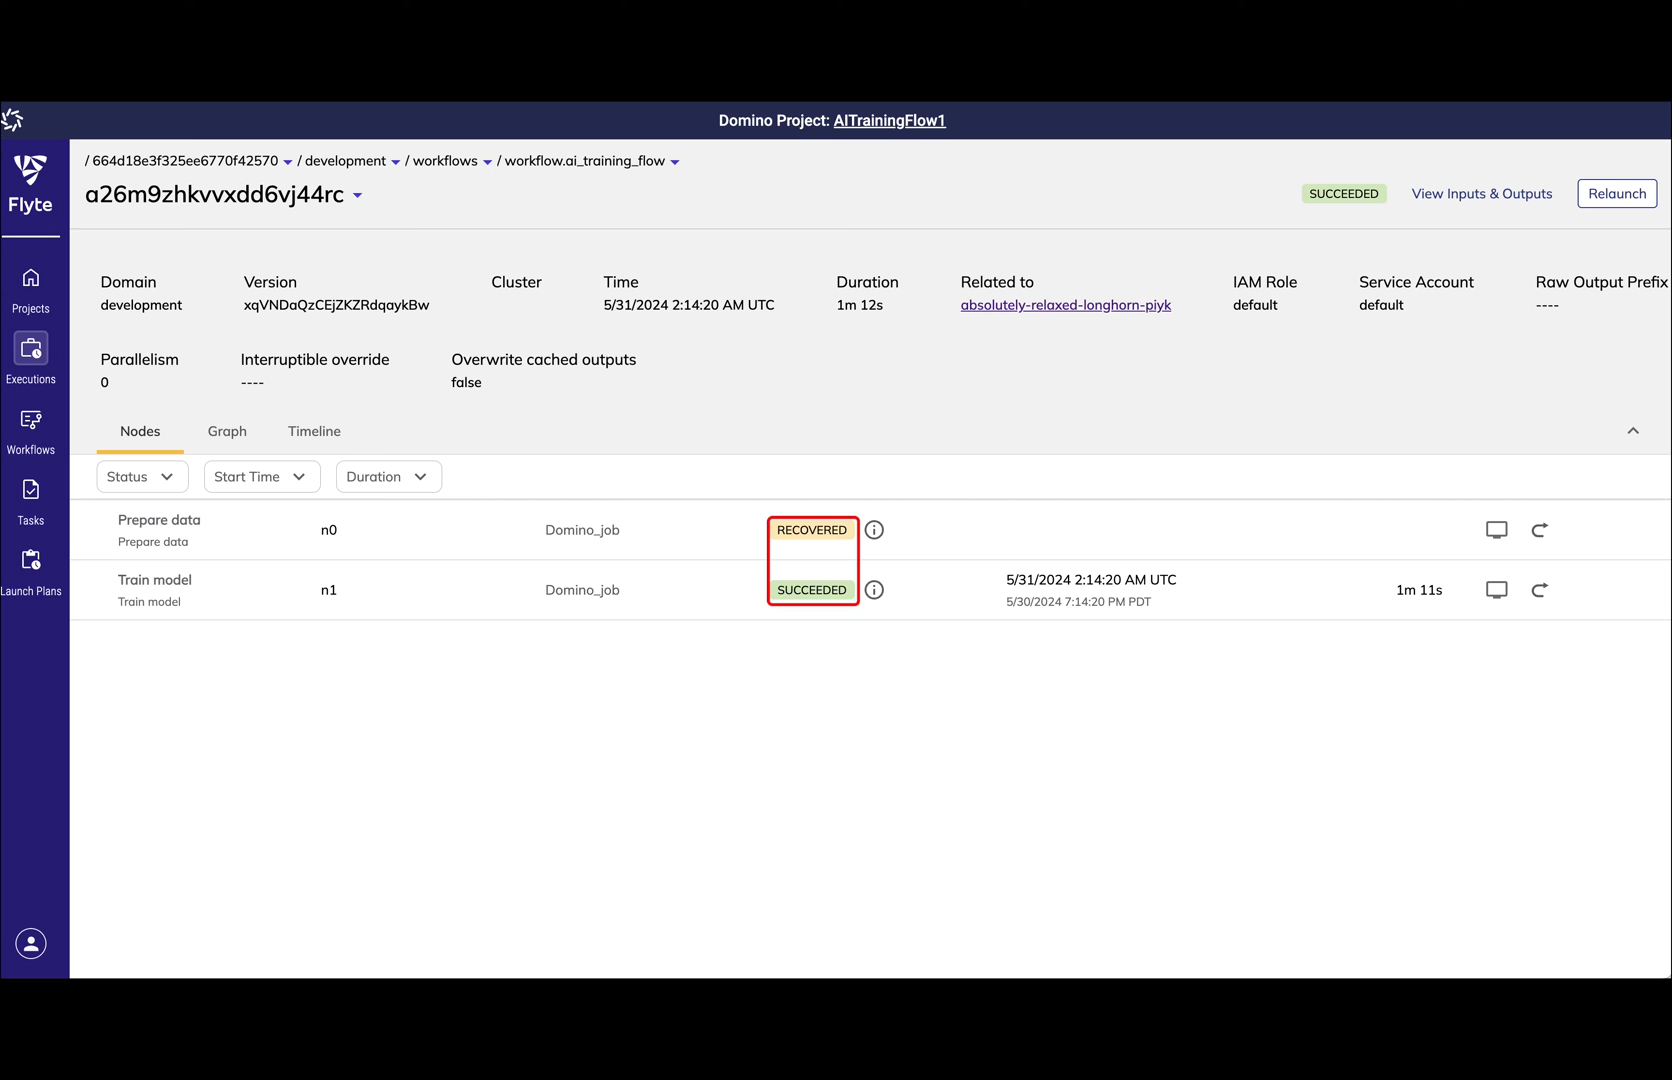 Domino Project: AITrainingFlow1
Flyte
/ 664d18e3f325ee6770f42570 / development / workflows / workflow.ai_training_flow
a26m9zhkvvxdd6vj44rc
SUCCEEDED View Inputs & Outputs Relaunch
Projects
Executions
Workflows
Tasks
Launch Plans
Domain Version Cluster Time Duration Related to IAM Role Service Account Raw Output Prefix
development xqVNDaQzCEjZKZRdqaykBw 5/31/2024 2:14:20 AM UTC 1m 12s absolutely-relaxed-longhorn-pjyk default default ----
Parallelism Interruptible override Overwrite cached outputs
0 ---- false
Nodes Graph Timeline
Status Start Time Duration
Prepare data n0 Domino_job RECOVERED
Prepare data
Train model n1 Domino_job SUCCEEDED 5/31/2024 2:14:20 AM UTC 1m 11s
Train model 5/30/2024 7:14:20 PM PDT